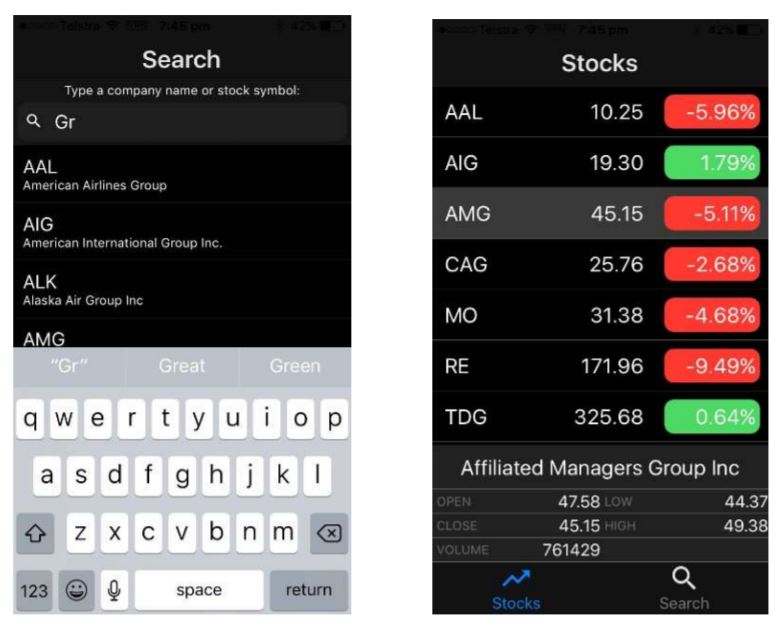 Telstra 7:45 pm 42%
Search
Type a company name or stock symbol:
Gr
AAL
American Airlines Group
AIG
American International Group Inc.
ALK
Alaska Air Group Inc
AMG
"Gr" Great Green
q w e r t y u i o p
a s d f g h j k l
z x c v b n m
123 space return
Telstra VPN 7:45 pm 42%
Stocks
AAL 10.25 -5.96%
AIG 19.30 1.79%
AMG 45.15 -5.11%
CAG 25.76 -2.68%
MO 31.38 -4.68%
RE 171.96 -9.49%
TDG 325.68 0.64%
Affiliated Managers Group Inc
OPEN 47.58 LOW 44.37
CLOSE 45.15 HIGH 49.38
VOLUME 761429
Stocks Search